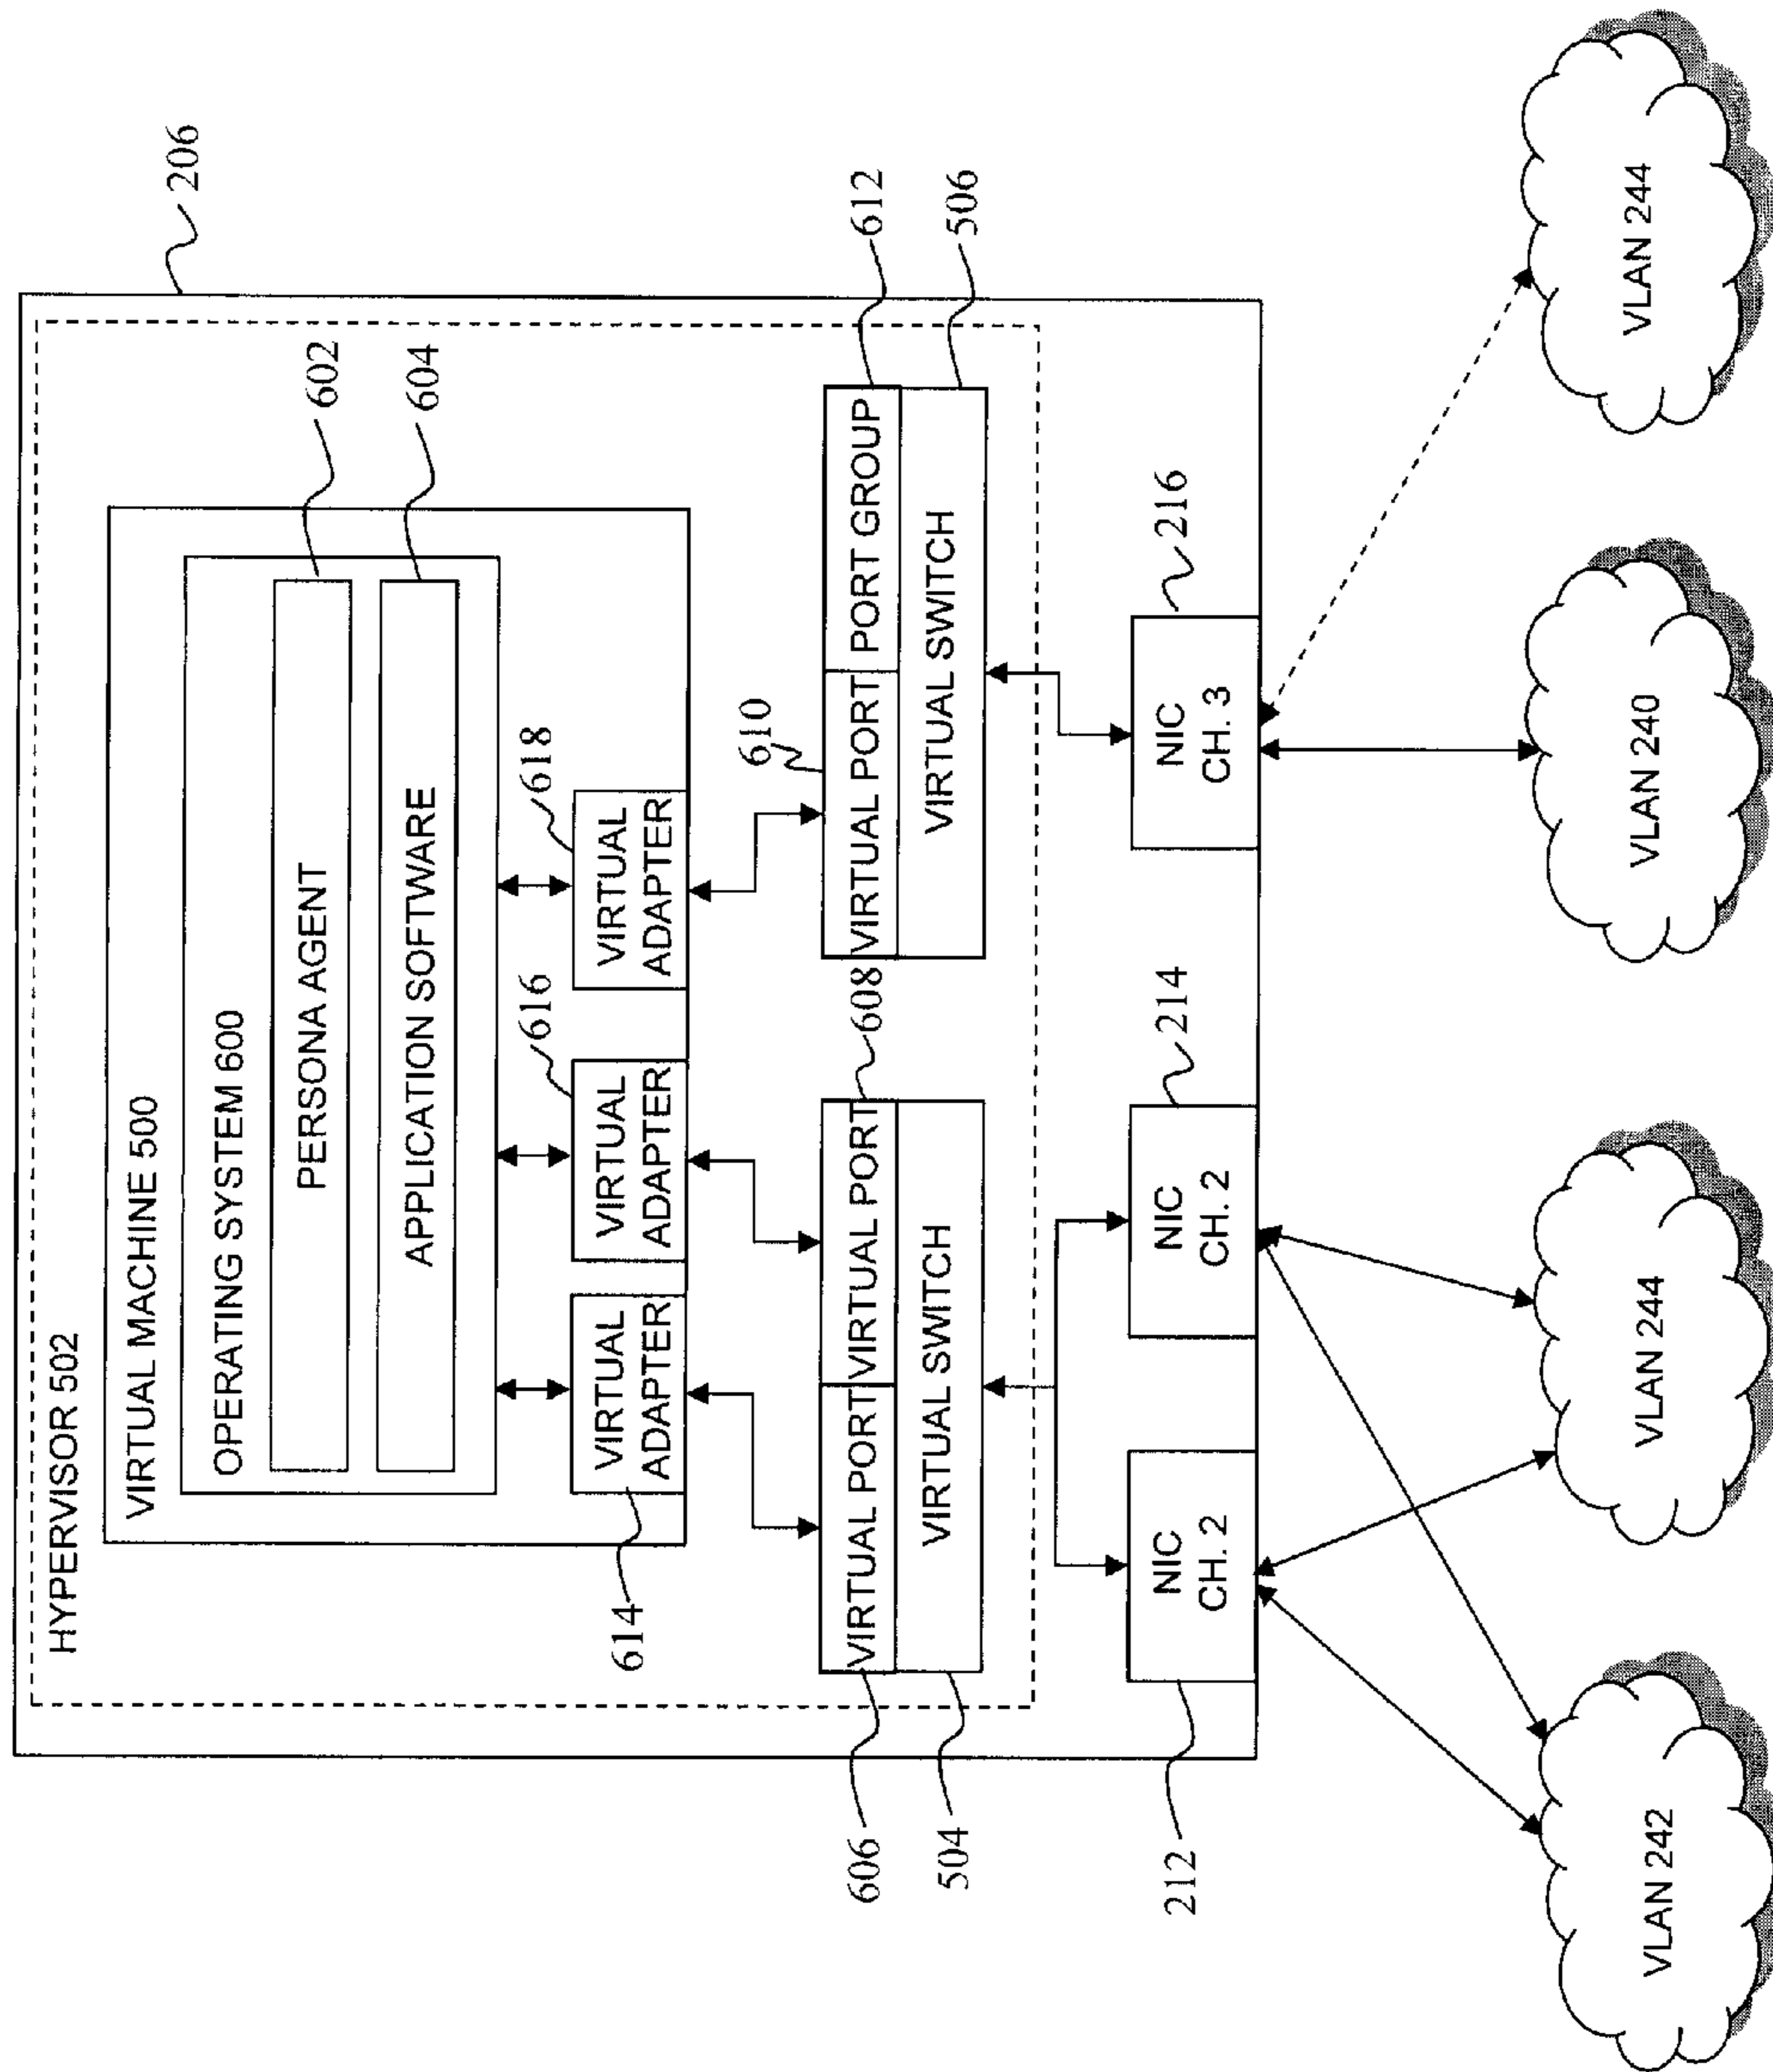 206
HYPERVISOR 502
VIRTUAL MACHINE 500
OPERATING SYSTEM 600
602
PERSONA AGENT
604
APPLICATION SOFTWARE
614
VIRTUAL
ADAPTER
616
VIRTUAL
ADAPTER
618
VIRTUAL
ADAPTER
606
VIRTUAL PORT
VIRTUAL PORT
608
610
VIRTUAL PORT
PORT GROUP
612
504
VIRTUAL SWITCH
VIRTUAL SWITCH
506
212
NIC
CH. 2
214
NIC
CH. 2
216
NIC
CH. 3
VLAN 242
VLAN 244
VLAN 240
VLAN 244